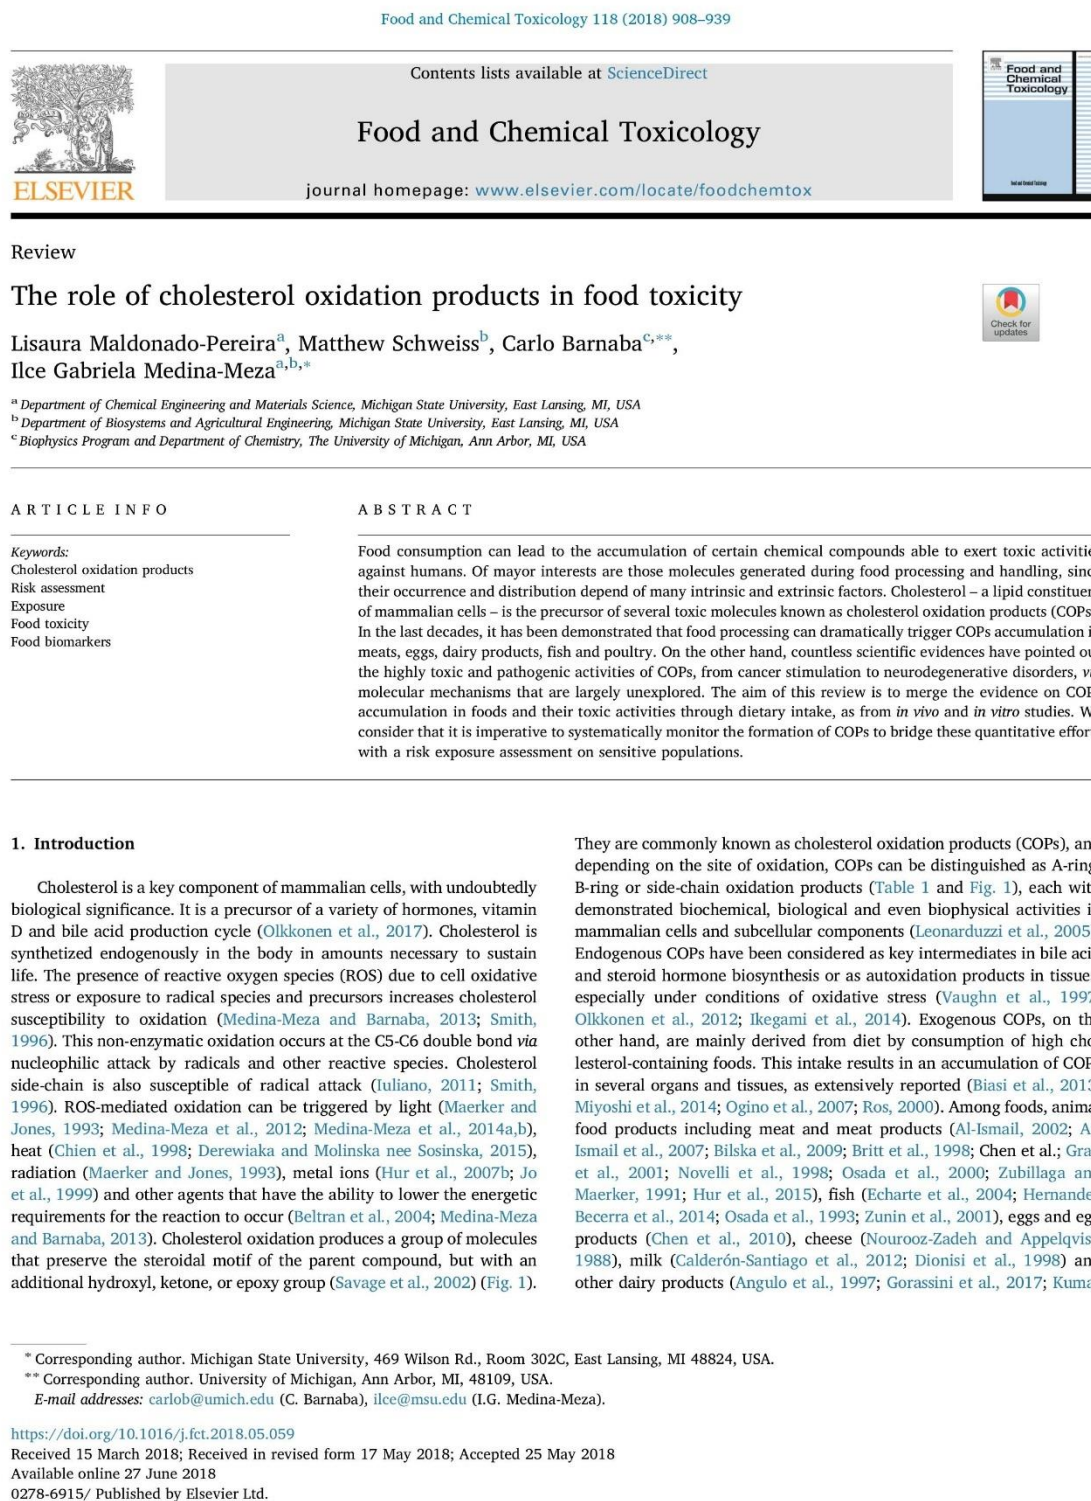 Food and Chemical Toxicology 118 (2018) 908–939
Contents lists available at ScienceDirect
Food and Chemical Toxicology
journal homepage: www.elsevier.com/locate/foodchemtox
ELSEVIER
Food and
Chemical
Toxicology
Review
The role of cholesterol oxidation products in food toxicity
Check for
updates
Lisaura Maldonado-Pereiraᵃ, Matthew Schweissᵇ, Carlo Barnabaᶜ,**,
Ilce Gabriela Medina-Mezaᵃ,ᵇ,*
ᵃ Department of Chemical Engineering and Materials Science, Michigan State University, East Lansing, MI, USA
ᵇ Department of Biosystems and Agricultural Engineering, Michigan State University, East Lansing, MI, USA
ᶜ Biophysics Program and Department of Chemistry, The University of Michigan, Ann Arbor, MI, USA
ARTICLE INFO
Keywords:
Cholesterol oxidation products
Risk assessment
Exposure
Food toxicity
Food biomarkers
ABSTRACT
Food consumption can lead to the accumulation of certain chemical compounds able to exert toxic activitie
against humans. Of mayor interests are those molecules generated during food processing and handling, sinc
their occurrence and distribution depend of many intrinsic and extrinsic factors. Cholesterol – a lipid constituen
of mammalian cells – is the precursor of several toxic molecules known as cholesterol oxidation products (COPs
In the last decades, it has been demonstrated that food processing can dramatically trigger COPs accumulation i
meats, eggs, dairy products, fish and poultry. On the other hand, countless scientific evidences have pointed ou
the highly toxic and pathogenic activities of COPs, from cancer stimulation to neurodegenerative disorders, vi
molecular mechanisms that are largely unexplored. The aim of this review is to merge the evidence on COP
accumulation in foods and their toxic activities through dietary intake, as from in vivo and in vitro studies. W
consider that it is imperative to systematically monitor the formation of COPs to bridge these quantitative effor
with a risk exposure assessment on sensitive populations.
1. Introduction
Cholesterol is a key component of mammalian cells, with undoubtedly
biological significance. It is a precursor of a variety of hormones, vitamin
D and bile acid production cycle (Olkkonen et al., 2017). Cholesterol is
synthetized endogenously in the body in amounts necessary to sustain
life. The presence of reactive oxygen species (ROS) due to cell oxidative
stress or exposure to radical species and precursors increases cholesterol
susceptibility to oxidation (Medina-Meza and Barnaba, 2013; Smith,
1996). This non-enzymatic oxidation occurs at the C5-C6 double bond via
nucleophilic attack by radicals and other reactive species. Cholesterol
side-chain is also susceptible of radical attack (Iuliano, 2011; Smith,
1996). ROS-mediated oxidation can be triggered by light (Maerker and
Jones, 1993; Medina-Meza et al., 2012; Medina-Meza et al., 2014a,b),
heat (Chien et al., 1998; Derewiaka and Molinska nee Sosinska, 2015),
radiation (Maerker and Jones, 1993), metal ions (Hur et al., 2007b; Jo
et al., 1999) and other agents that have the ability to lower the energetic
requirements for the reaction to occur (Beltran et al., 2004; Medina-Meza
and Barnaba, 2013). Cholesterol oxidation produces a group of molecules
that preserve the steroidal motif of the parent compound, but with an
additional hydroxyl, ketone, or epoxy group (Savage et al., 2002) (Fig. 1).
They are commonly known as cholesterol oxidation products (COPs), an
depending on the site of oxidation, COPs can be distinguished as A-ring
B-ring or side-chain oxidation products (Table 1 and Fig. 1), each wit
demonstrated biochemical, biological and even biophysical activities i
mammalian cells and subcellular components (Leonarduzzi et al., 2005
Endogenous COPs have been considered as key intermediates in bile aci
and steroid hormone biosynthesis or as autoxidation products in tissue
especially under conditions of oxidative stress (Vaughn et al., 1997
Olkkonen et al., 2012; Ikegami et al., 2014). Exogenous COPs, on th
other hand, are mainly derived from diet by consumption of high cho
lesterol-containing foods. This intake results in an accumulation of COP
in several organs and tissues, as extensively reported (Biasi et al., 2013
Miyoshi et al., 2014; Ogino et al., 2007; Ros, 2000). Among foods, anima
food products including meat and meat products (Al-Ismail, 2002; A
Ismail et al., 2007; Bilska et al., 2009; Britt et al., 1998; Chen et al.; Gra
et al., 2001; Novelli et al., 1998; Osada et al., 2000; Zubillaga an
Maerker, 1991; Hur et al., 2015), fish (Echarte et al., 2004; Hernande
Becerra et al., 2014; Osada et al., 1993; Zunin et al., 2001), eggs and eg
products (Chen et al., 2010), cheese (Nourooz-Zadeh and Appelqvis
1988), milk (Calderón-Santiago et al., 2012; Dionisi et al., 1998) an
other dairy products (Angulo et al., 1997; Gorassini et al., 2017; Kuma
* Corresponding author. Michigan State University, 469 Wilson Rd., Room 302C, East Lansing, MI 48824, USA.
** Corresponding author. University of Michigan, Ann Arbor, MI, 48109, USA.
E-mail addresses: carlob@umich.edu (C. Barnaba), ilce@msu.edu (I.G. Medina-Meza).
https://doi.org/10.1016/j.fct.2018.05.059
Received 15 March 2018; Received in revised form 17 May 2018; Accepted 25 May 2018
Available online 27 June 2018
0278-6915/ Published by Elsevier Ltd.